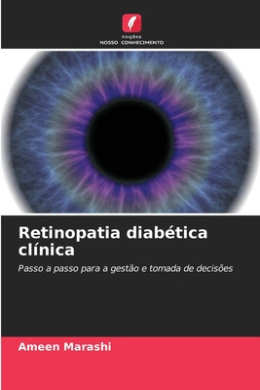 edições
NOSSO CONHECIMENTO
Retinopatia diabética
clínica
Passo a passo para a gestão e tomada de decisões
Ameen Marashi